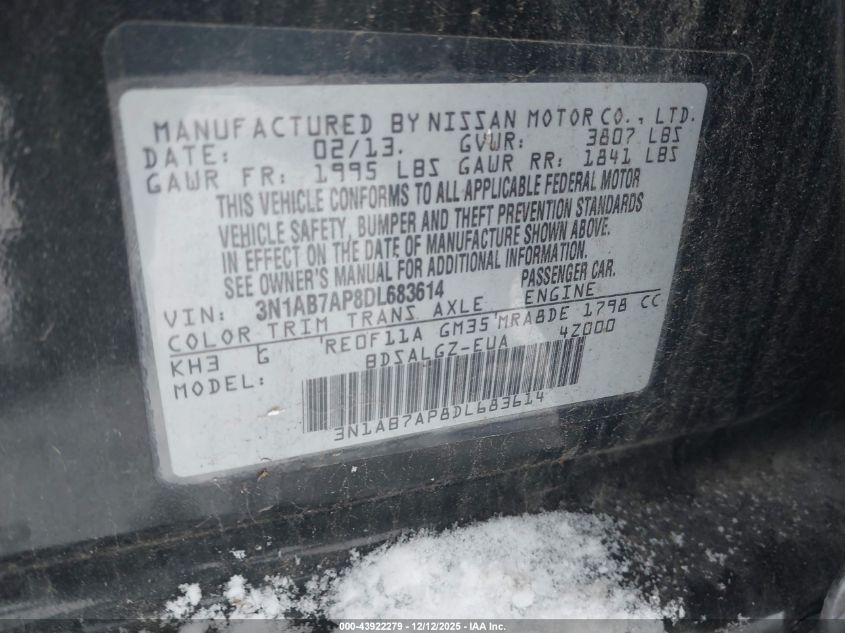 MANUFACTURED BY NISSAN MOTOR CO., LTD.
DATE: 02/13. GVWR: 3807 LBS
GAWR FR: 1995 LBS GAWR RR: 1841 LBS
THIS VEHICLE CONFORMS TO ALL APPLICABLE FEDERAL MOTOR
VEHICLE SAFETY, BUMPER AND THEFT PREVENTION STANDARDS
IN EFFECT ON THE DATE OF MANUFACTURE SHOWN ABOVE.
SEE OWNER'S MANUAL FOR ADDITIONAL INFORMATION.
VIN: 3N1AB7AP8DL683614 PASSENGER CAR.
COLOR TRIM TRANS AXLE ENGINE
KH3 G RE0F11A GM35 MRA8DE 1798 CC
MODEL: BDSALGZ-EUA 4Z000
3N1AB7AP8DL683614
000-43922279 - 12/12/2025 - IAA Inc.